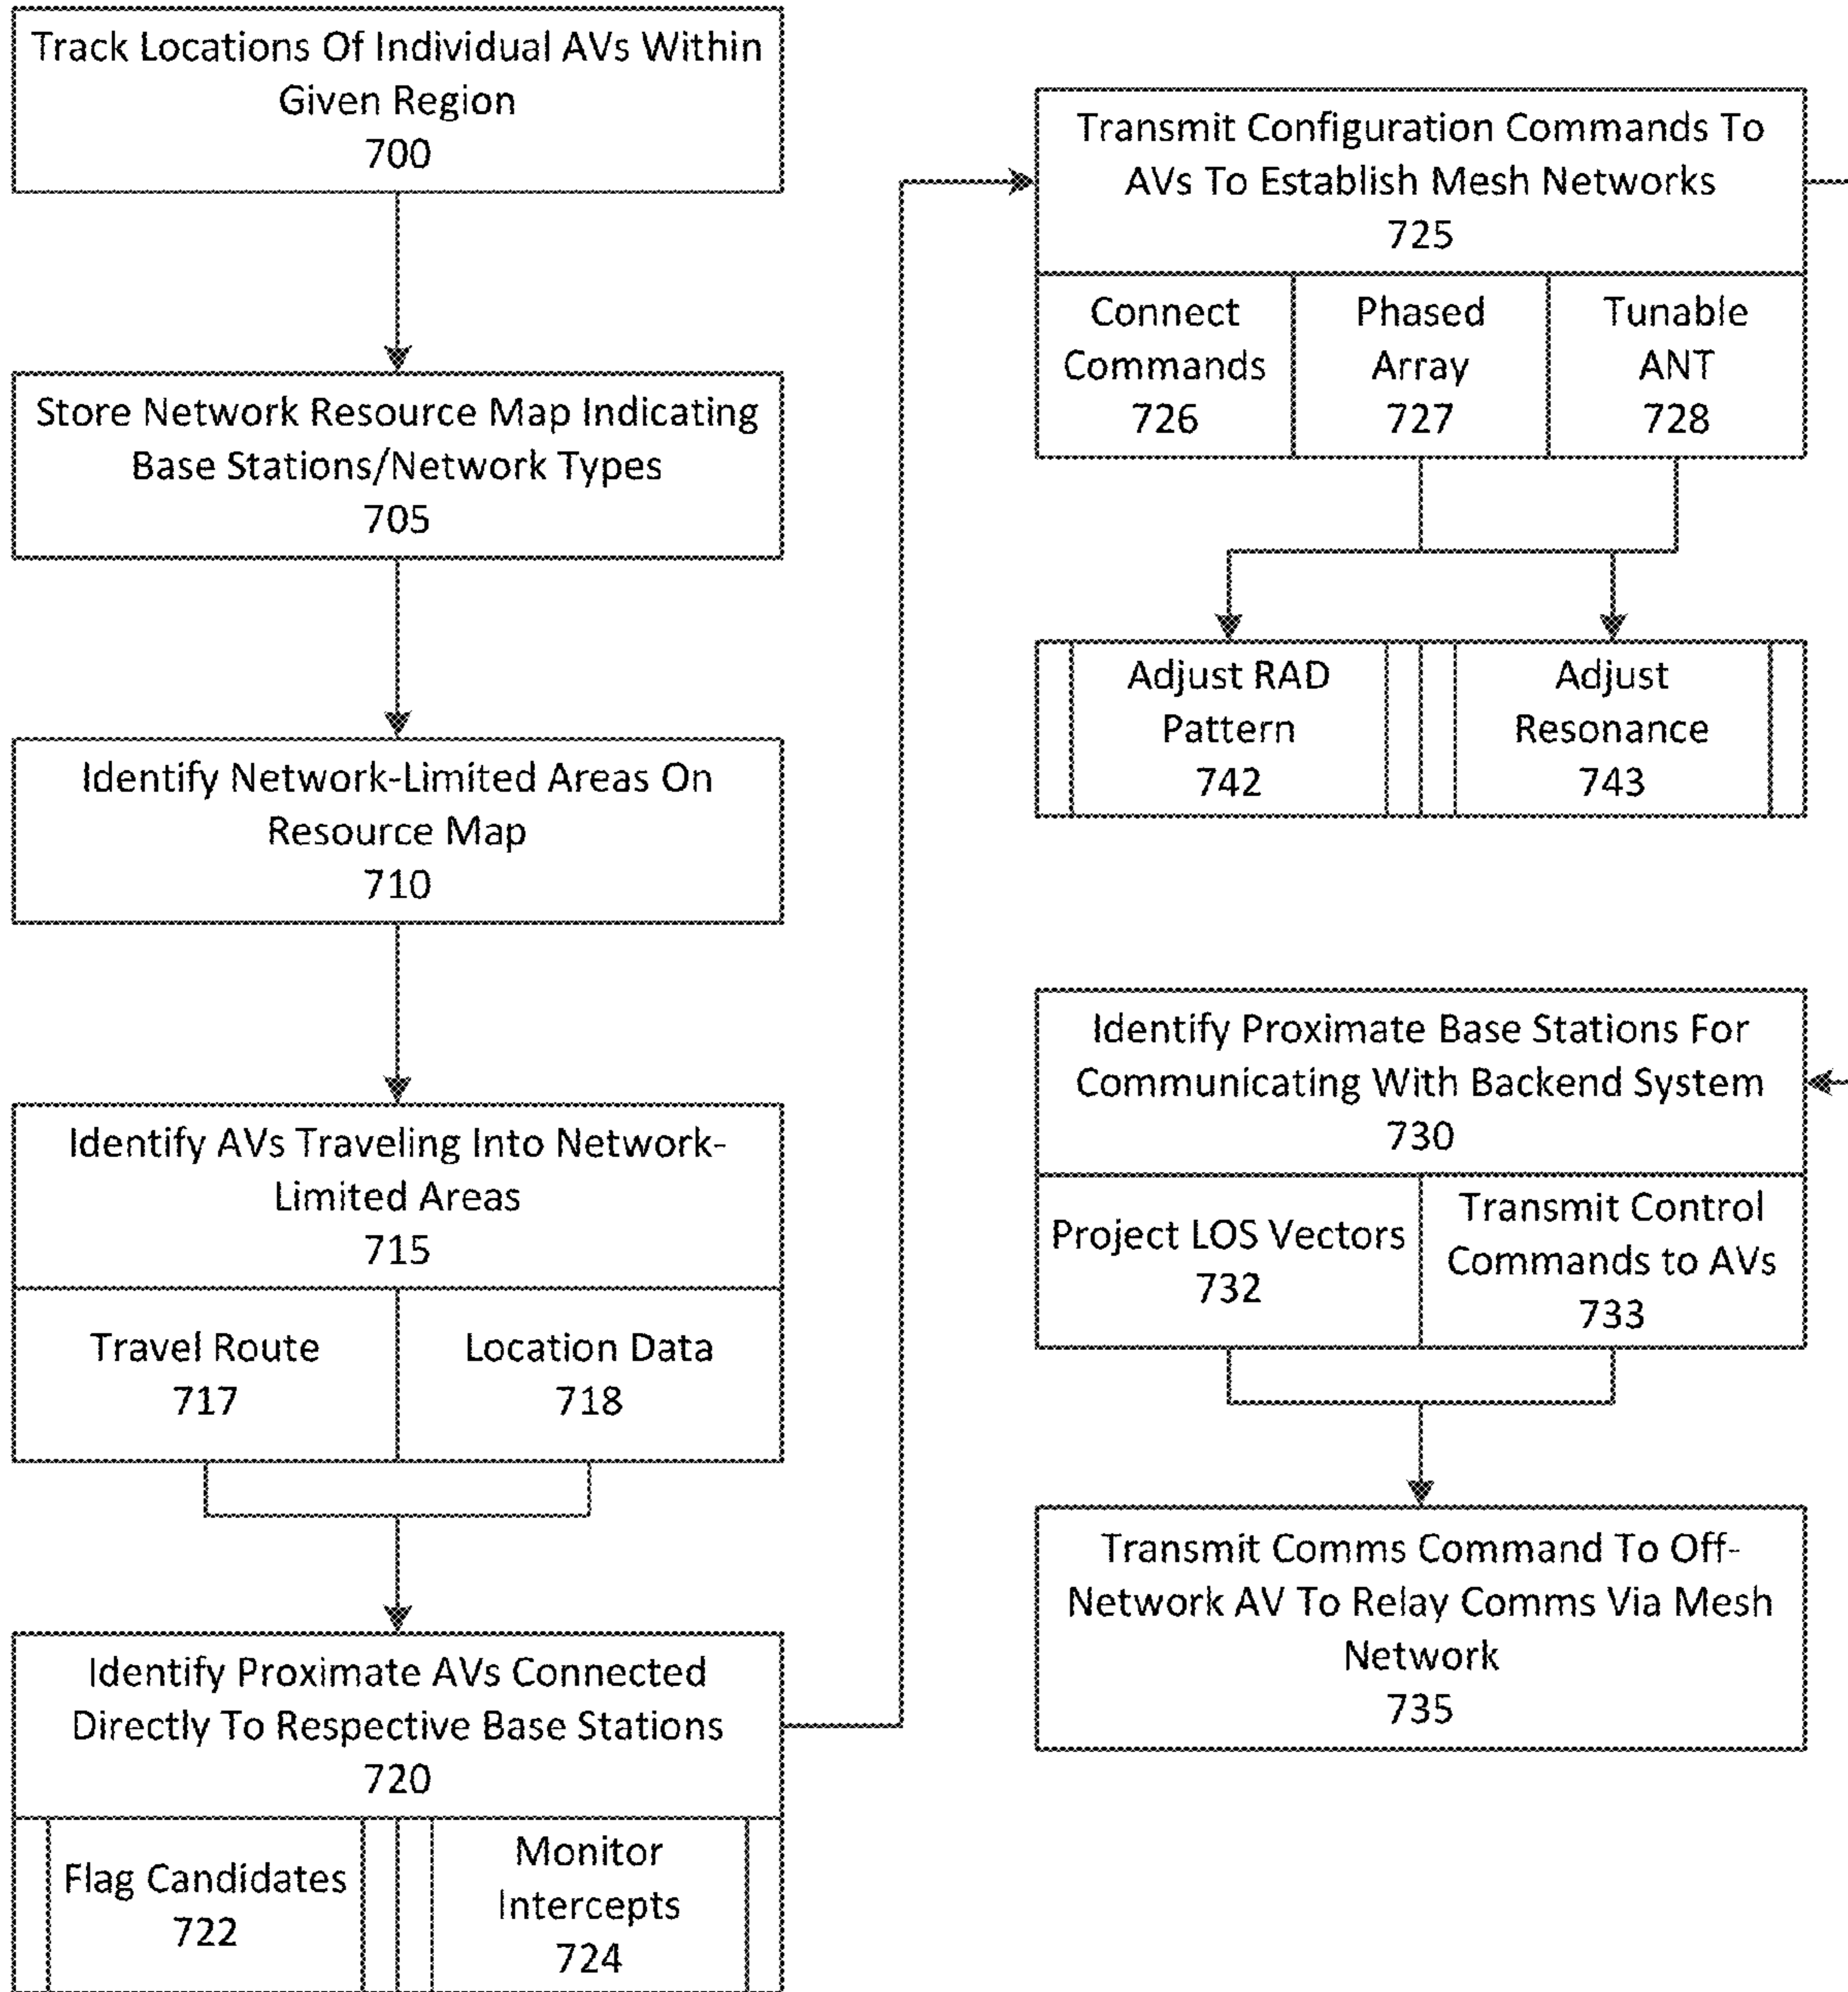 Track Locations Of Individual AVs Within
Given Region
700
Store Network Resource Map Indicating
Base Stations/Network Types
705
Identify Network-Limited Areas On
Resource Map
710
Identify AVs Traveling Into Network-
Limited Areas
715
Travel Route
717
Location Data
718
Identify Proximate AVs Connected
Directly To Respective Base Stations
720
Flag Candidates
722
Monitor
Intercepts
724
Transmit Configuration Commands To
AVs To Establish Mesh Networks
725
Connect
Commands
726
Phased
Array
727
Tunable
ANT
728
Adjust RAD
Pattern
742
Adjust
Resonance
743
Identify Proximate Base Stations For
Communicating With Backend System
730
Project LOS Vectors
732
Transmit Control
Commands to AVs
733
Transmit Comms Command To Off-
Network AV To Relay Comms Via Mesh
Network
735